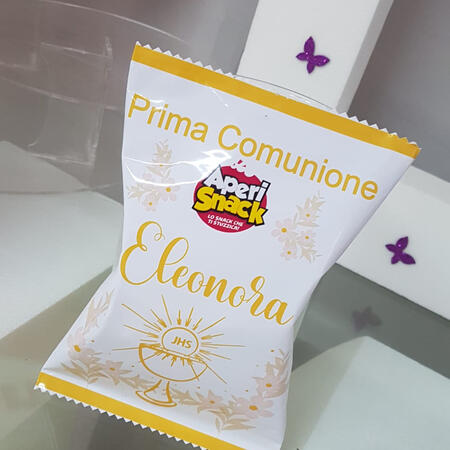 Prima Comunione
Aperi
Snack
LO SNACK CHE
TI STUZZICA!
Eleonora
JHS